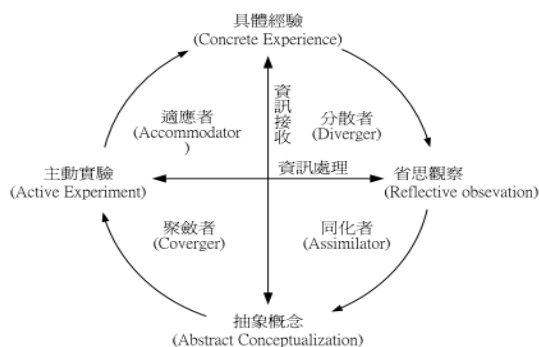 具體經驗
(Concrete Experience)
資訊接收
適應者
(Accommodator
)
分散者
(Diverger)
資訊處理
主動實驗
(Active Experiment)
省思觀察
(Reflective obsevation)
聚斂者
(Coverger)
同化者
(Assimilator)
抽象概念
(Abstract Conceptualization)